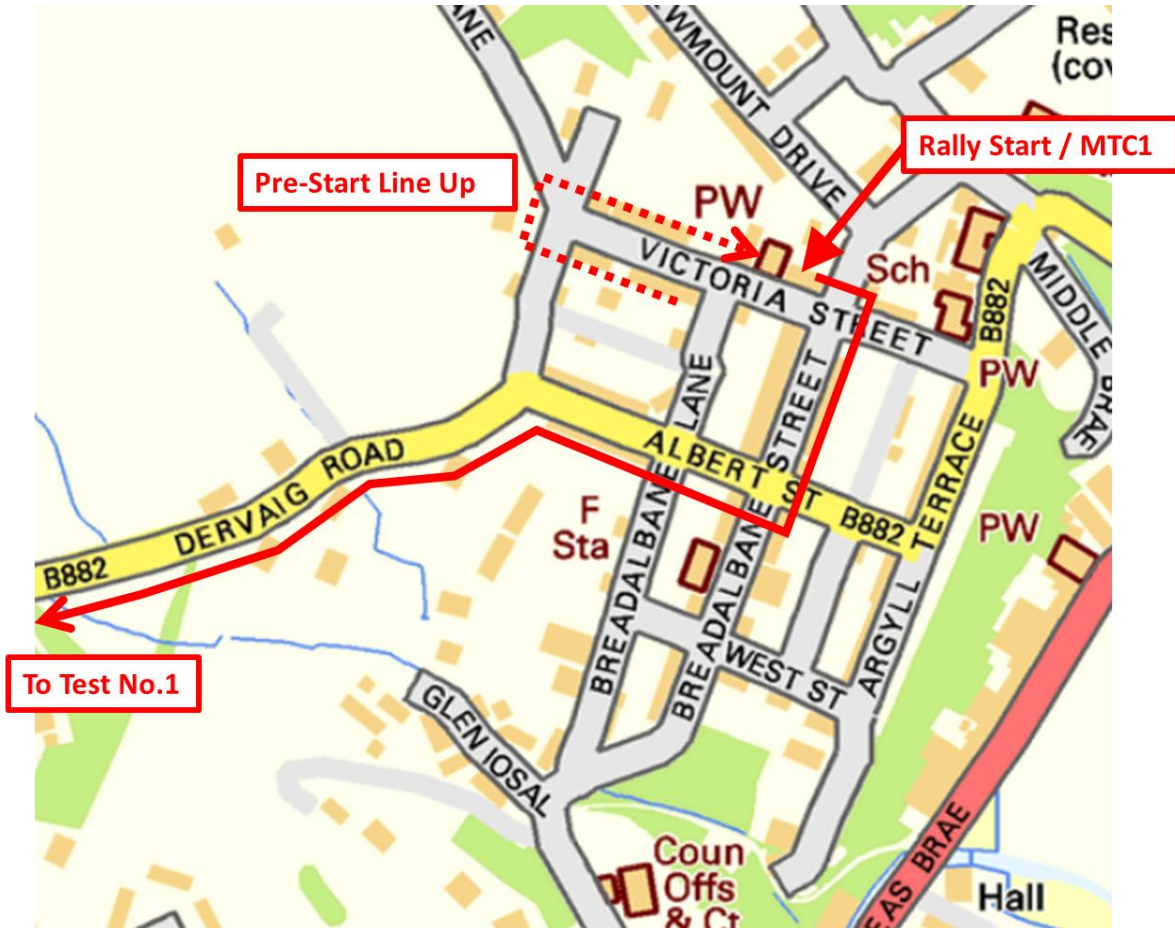 ANE
WMOUNT DRIVE
Res
(cov
Rally Start / MTC1
Pre-Start Line Up
PW
Sch
VICTORIA STREET
B882
MIDDLE BRAE
PW
BREADALBANE LANE
BREADALBANE STREET
ALBERT ST
B882
ARGYLL TERRACE
DERVAIG ROAD
B882
F
Sta
PW
WEST ST
To Test No.1
GLEN IOSAL
Coun
Offs
& Ct
EAS BRAE
Hall